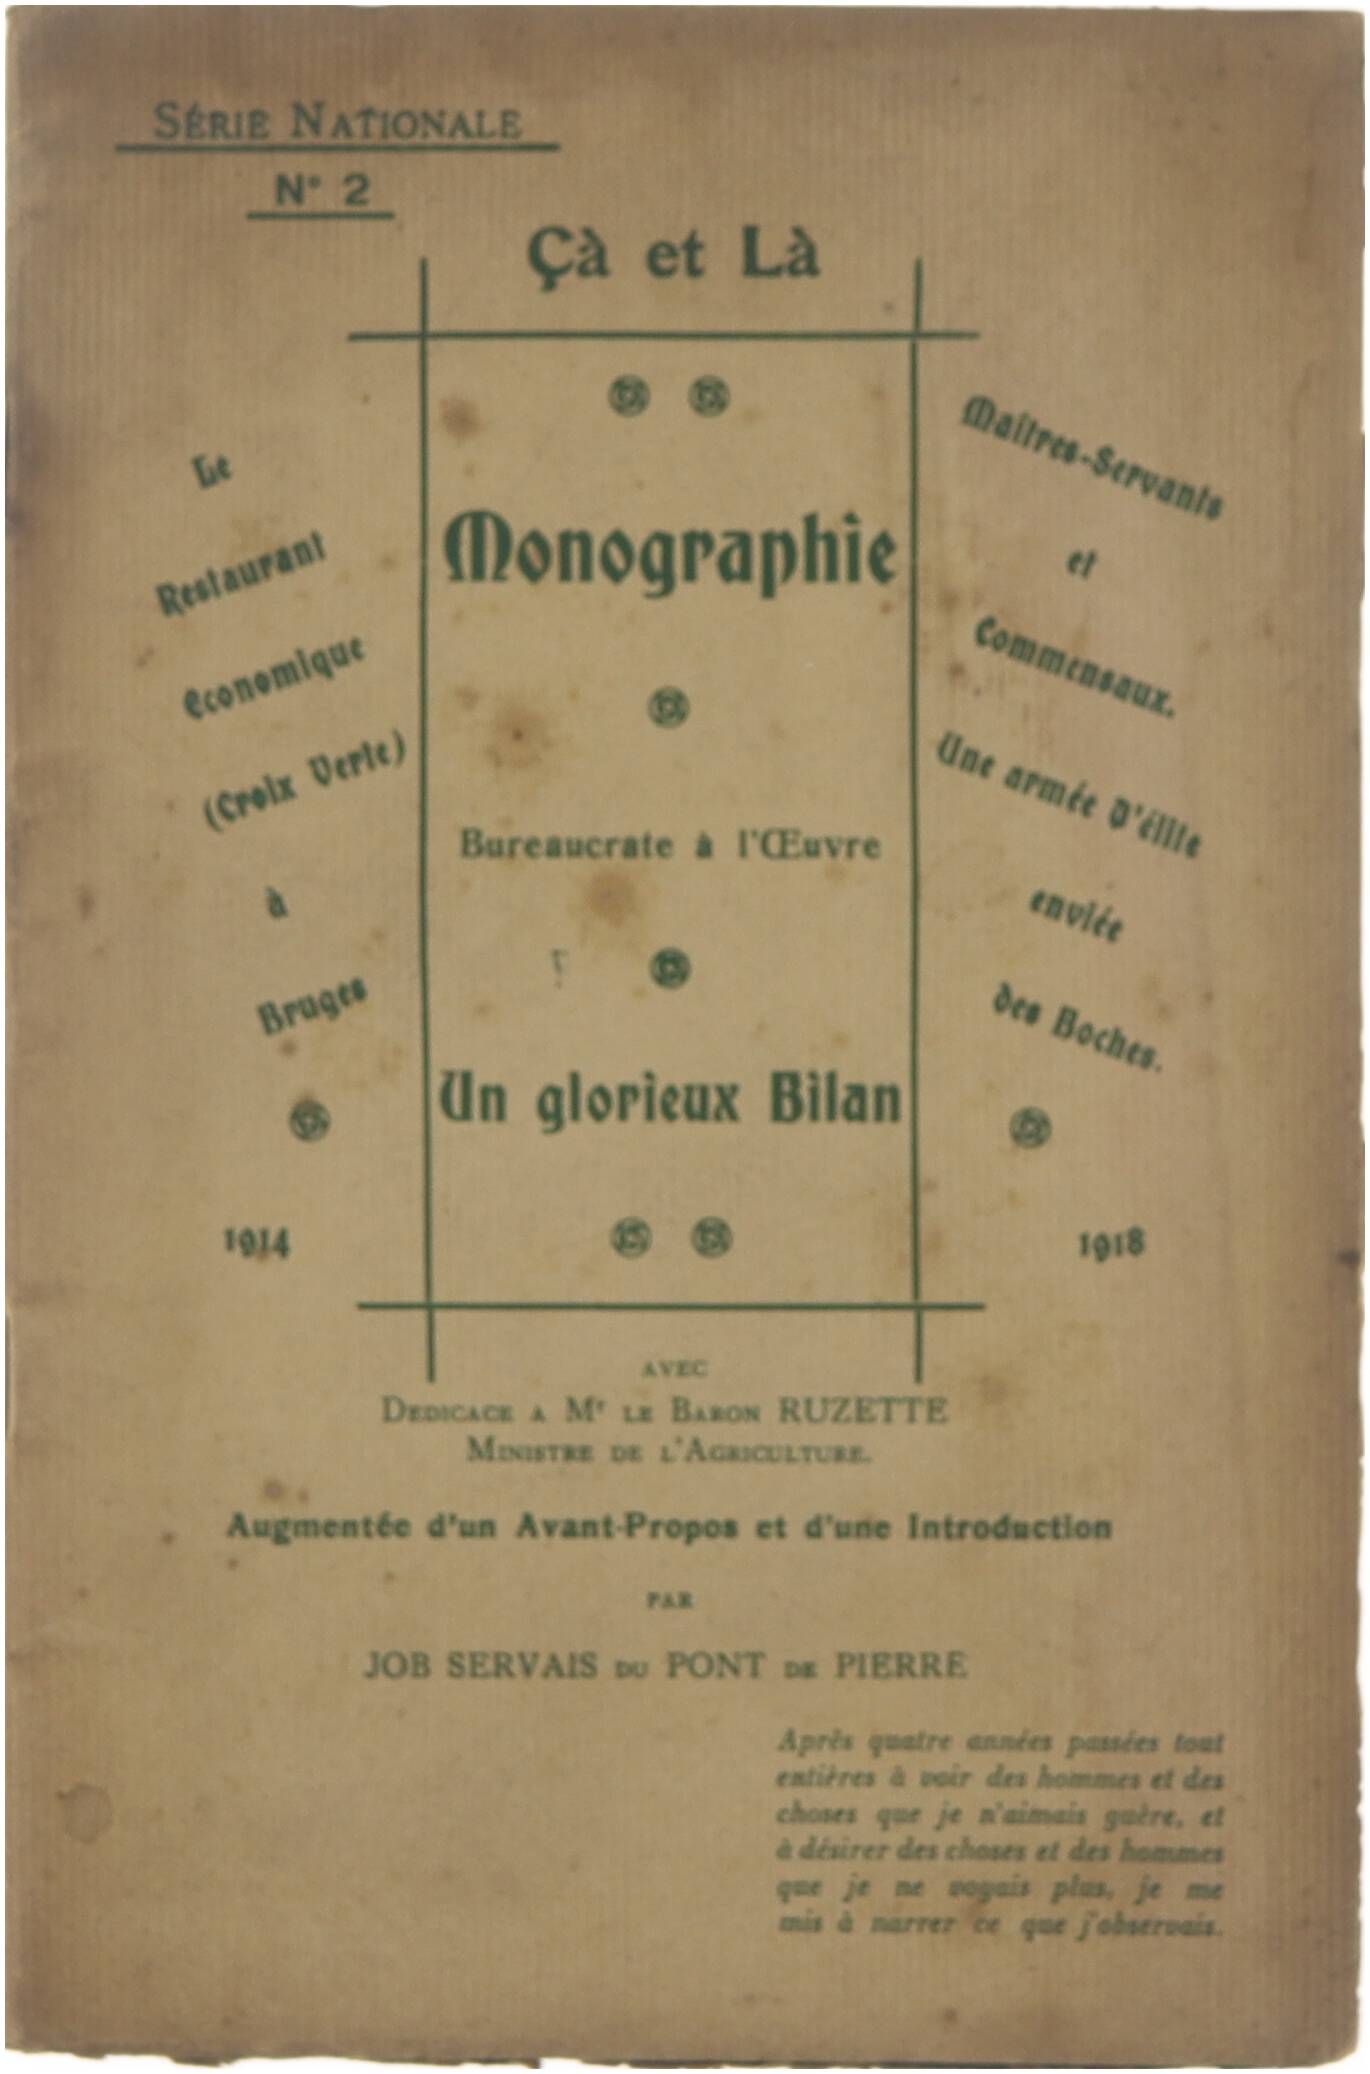 SÉRIE NATIONALE
N° 2
Çà et Là
Le
Restaurant
Economique
(Croix Verte)
à
Bruges
1914
Monographie
Bureaucrate à l'Œuvre
Un glorieux Bilan
Maîtres-Servants
et
Commensaux.
Une armée D'éllite
enviée
des Boches.
1918
AVEC
DEDICACE A Mr LE BARON RUZETTE
MINISTRE DE L'AGRICULTURE.
Augmentée d'un Avant-Propos et d'une Introduction
PAR
JOB SERVAIS DU PONT DE PIERRE
Après quatre années passées tout
entières à voir des hommes et des
choses que je n'aimais guère, et
à désirer des choses et des hommes
que je ne voyais plus, je me
mis à narrer ce que j'observais.